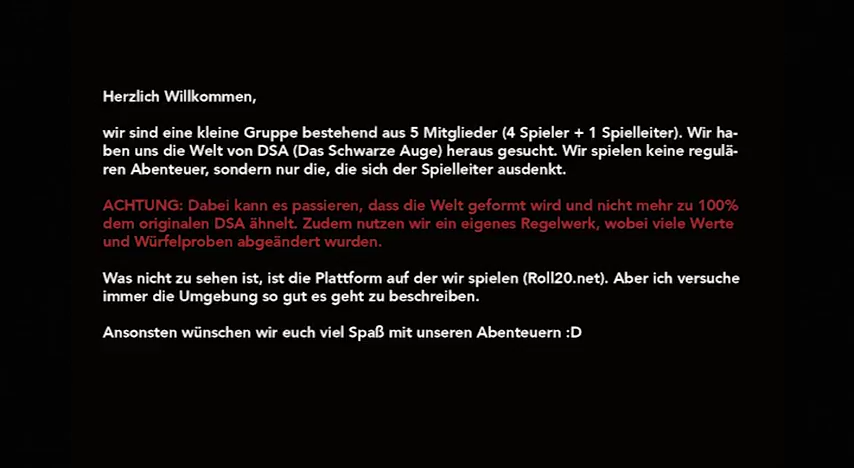 Herzlich Willkommen,
wir sind eine kleine Gruppe bestehend aus 5 Mitglieder (4 Spieler + 1 Spielleiter). Wir ha-
ben uns die Welt von DSA (Das Schwarze Auge) heraus gesucht. Wir spielen keine regulä-
ren Abenteuer, sondern nur die, die sich der Spielleiter ausdenkt.
ACHTUNG: Dabei kann es passieren, dass die Welt geformt wird und nicht mehr zu 100%
dem originalen DSA ähnelt. Zudem nutzen wir ein eigenes Regelwerk, wobei viele Werte
und Würfelproben abgeändert wurden.
Was nicht zu sehen ist, ist die Plattform auf der wir spielen (Roll20.net). Aber ich versuche
immer die Umgebung so gut es geht zu beschreiben.
Ansonsten wünschen wir euch viel Spaß mit unseren Abenteuern :D